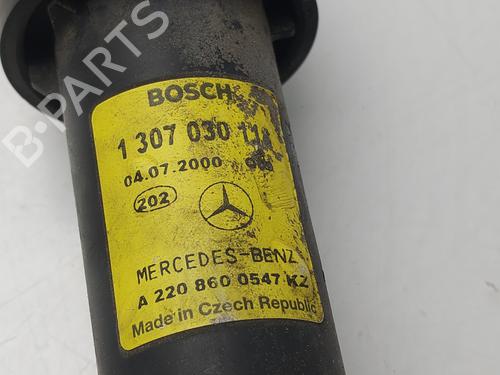 BOSCH
1 307 030
04.07.2000
202
MERCEDES-BENZ
A 220 860 0547 KZ
Made in Czech Republic
B-PARTS